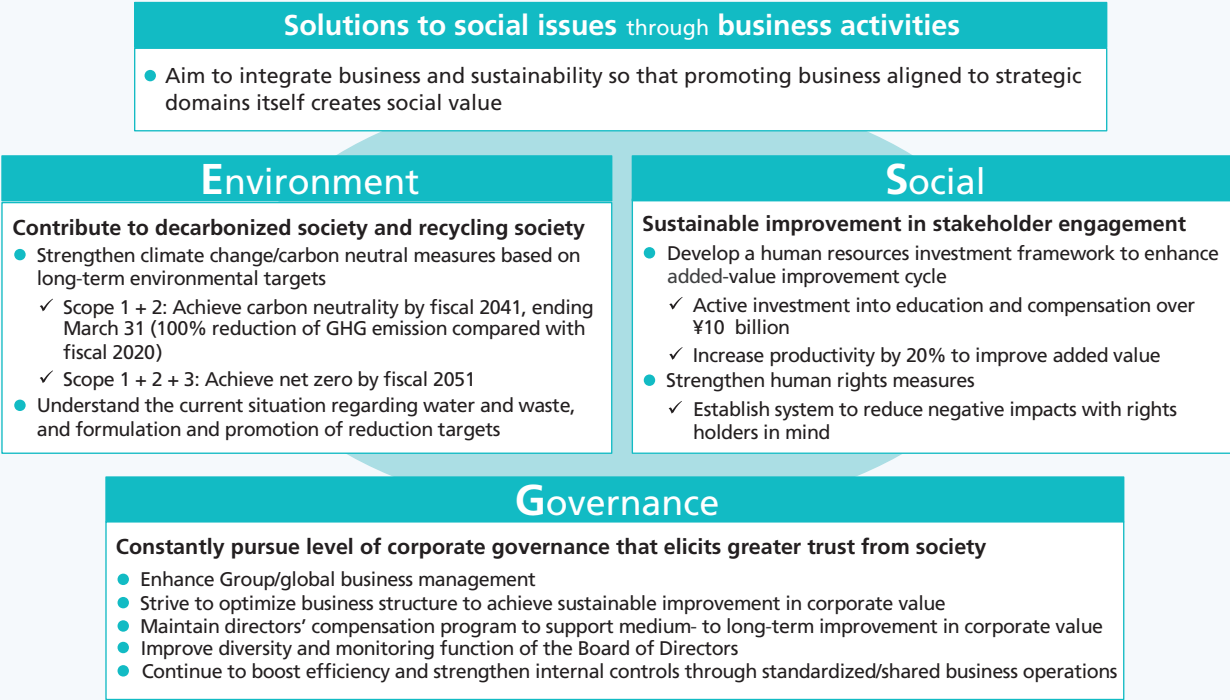 Solutions to social issues through business activities
● Aim to integrate business and sustainability so that promoting business aligned to strategic
domains itself creates social value
Environment
Contribute to decarbonized society and recycling society
● Strengthen climate change/carbon neutral measures based on
long-term environmental targets
✓ Scope 1 + 2: Achieve carbon neutrality by fiscal 2041, ending
March 31 (100% reduction of GHG emission compared with
fiscal 2020)
✓ Scope 1 + 2 + 3: Achieve net zero by fiscal 2051
● Understand the current situation regarding water and waste,
and formulation and promotion of reduction targets
Social
Sustainable improvement in stakeholder engagement
● Develop a human resources investment framework to enhance
added-value improvement cycle
✓ Active investment into education and compensation over
¥10 billion
✓ Increase productivity by 20% to improve added value
● Strengthen human rights measures
✓ Establish system to reduce negative impacts with rights
holders in mind
Governance
Constantly pursue level of corporate governance that elicits greater trust from society
● Enhance Group/global business management
● Strive to optimize business structure to achieve sustainable improvement in corporate value
● Maintain directors' compensation program to support medium- to long-term improvement in corporate value
● Improve diversity and monitoring function of the Board of Directors
● Continue to boost efficiency and strengthen internal controls through standardized/shared business operations